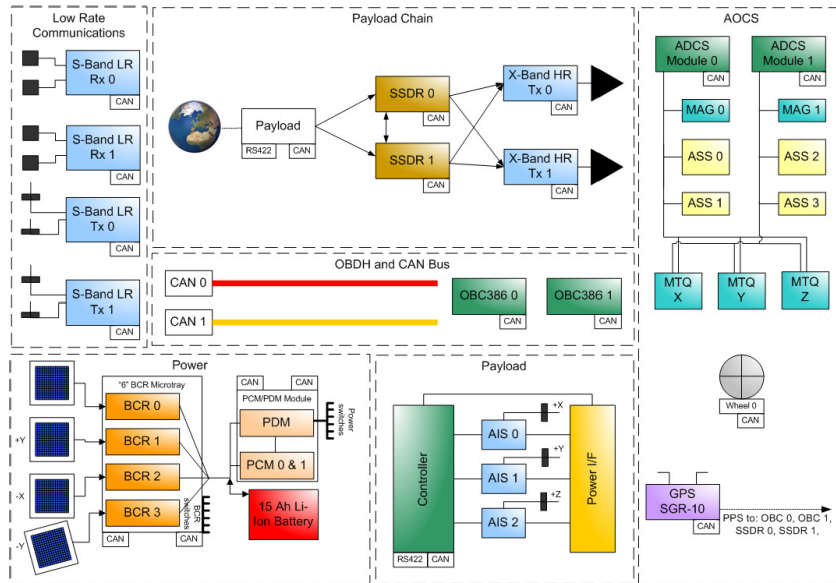 Low Rate
Communications
S-Band LR
Rx 0
CAN
S-Band LR
Rx 1
CAN
S-Band LR
Tx 0
CAN
S-Band LR
Tx 1
CAN
Payload Chain
Payload
RS422
CAN
SSDR 0
CAN
SSDR 1
CAN
X-Band HR
Tx 0
CAN
X-Band HR
Tx 1
CAN
OBDH and CAN Bus
CAN 0
CAN 1
OBC386 0
CAN
OBC386 1
CAN
AOCS
ADCS
Module 0
CAN
ADCS
Module 1
CAN
MAG 0
MAG 1
ASS 0
ASS 2
ASS 1
ASS 3
MTQ
X
MTQ
Y
MTQ
Z
Wheel 0
CAN
GPS
SGR-10
CAN
PPS to: OBC 0, OBC 1,
SSDR 0, SSDR 1,
Power
"6" BCR Microtray
+Y
-X
-Y
BCR 0
BCR 1
BCR 2
BCR 3
CAN
CAN
BCR
switches
CAN
CAN
PCM/PDM Module
PDM
PCM 0 & 1
Power
switches
15 Ah Li-
Ion Battery
Payload
Controller
RS422
CAN
AIS 0
+X
AIS 1
+Y
AIS 2
+Z
Power I/F